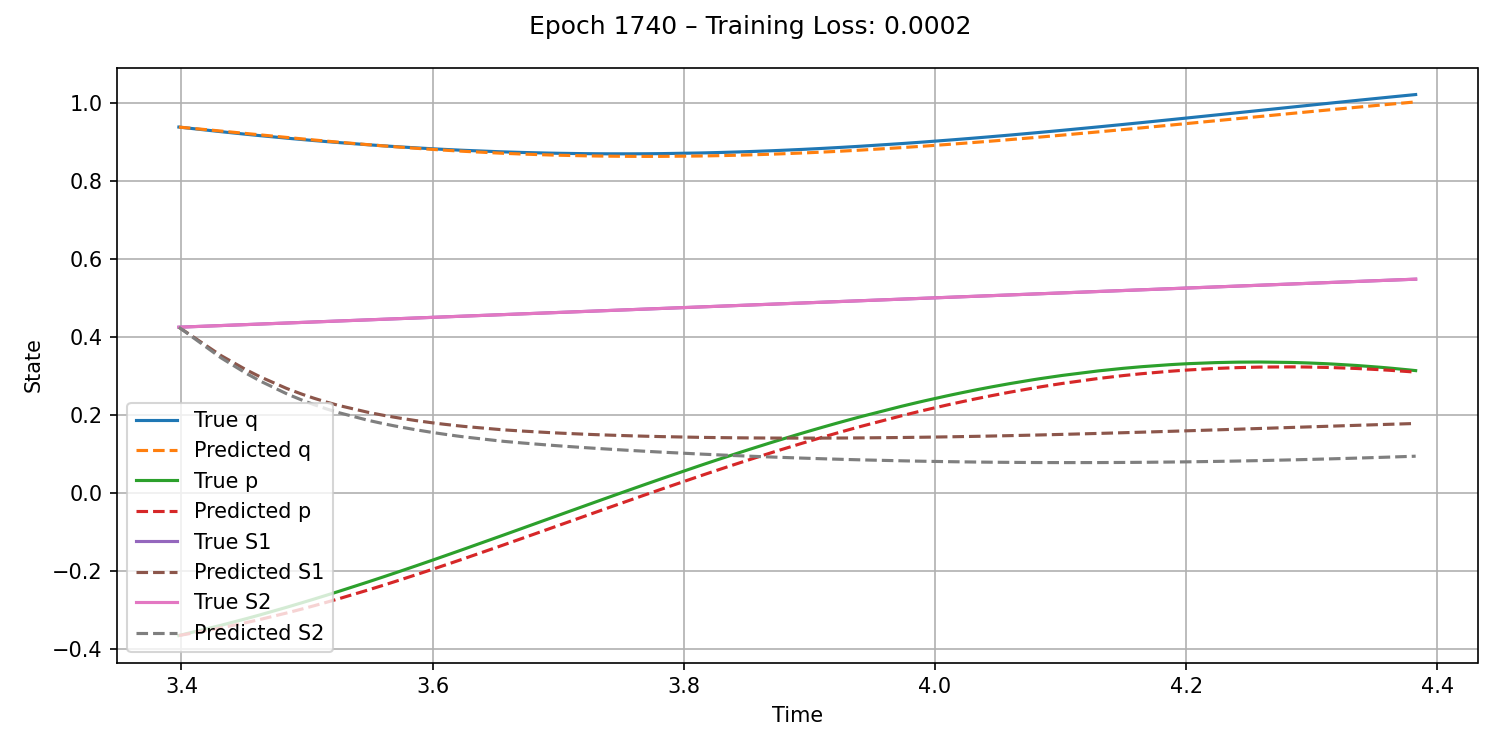 Epoch 1740 – Training Loss: 0.0002
1.0
0.8
0.6
0.4
0.2
0.0
−0.2
−0.4
State
True q
Predicted q
True p
Predicted p
True S1
Predicted S1
True S2
Predicted S2
3.4 3.6 3.8 4.0 4.2 4.4
Time